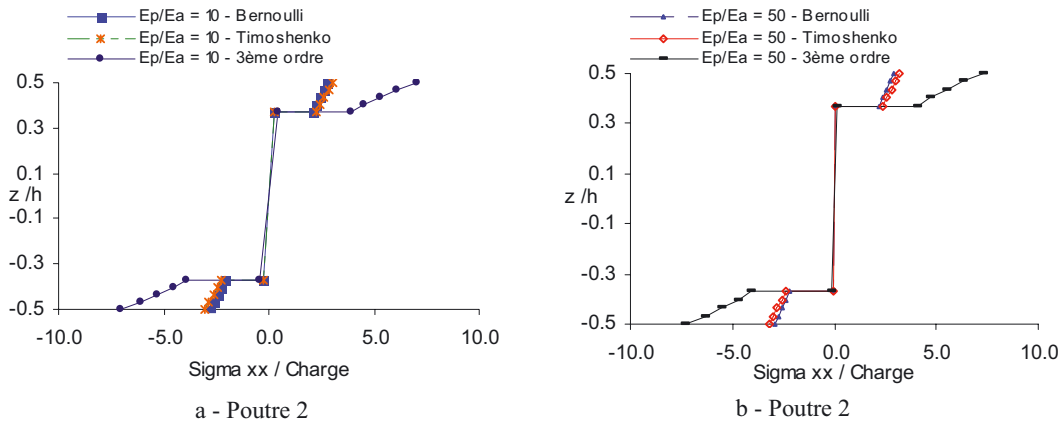 Ep/Ea = 10 - Bernoulli
Ep/Ea = 10 - Timoshenko
Ep/Ea = 10 - 3ème ordre
0.5
0.3
0.1
z /h
-0.1
-0.3
-0.5
-10.0 -5.0 0.0 5.0 10.0
Sigma xx / Charge
a - Poutre 2
Ep/Ea = 50 - Bernoulli
Ep/Ea = 50 - Timoshenko
Ep/Ea = 50 - 3ème ordre
0.5
0.3
0.1
z /h
-0.1
-0.3
-0.5
-10.0 -5.0 0.0 5.0 10.0
Sigma xx / Charge
b - Poutre 2